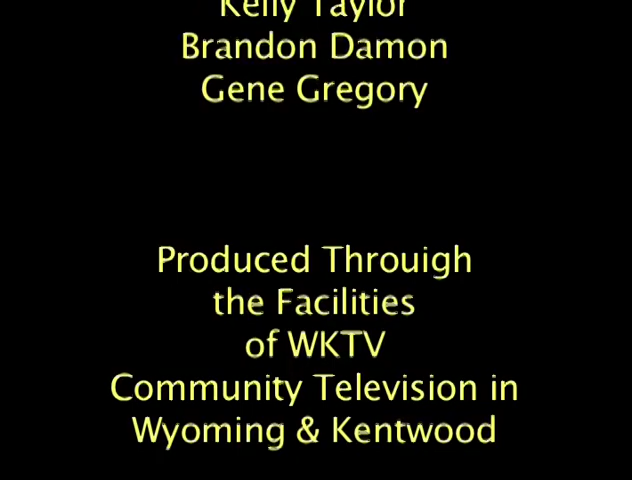 Kelly Taylor
Brandon Damon
Gene Gregory
Produced Throuigh
the Facilities
of WKTV
Community Television in
Wyoming & Kentwood